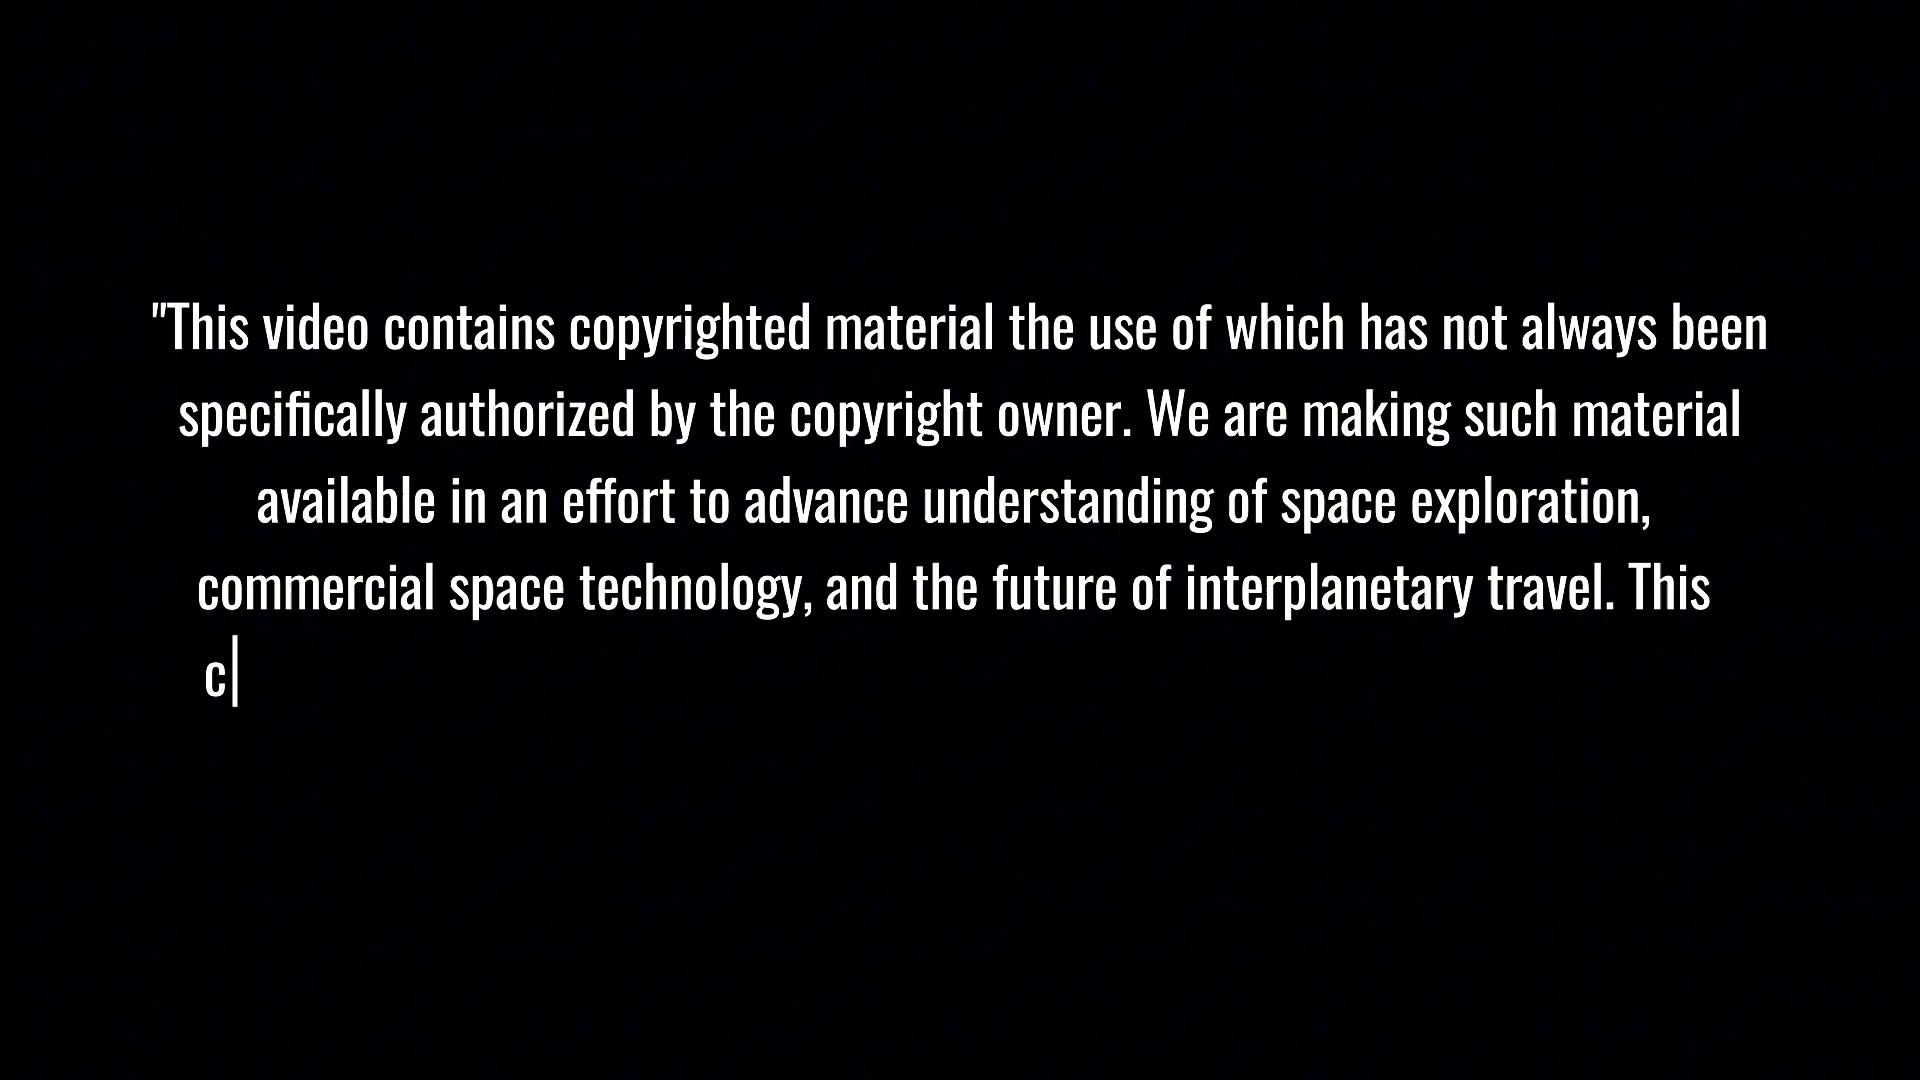 "This video contains copyrighted material the use of which has not always been
specifically authorized by the copyright owner. We are making such material
available in an effort to advance understanding of space exploration,
commercial space technology, and the future of interplanetary travel. This
c